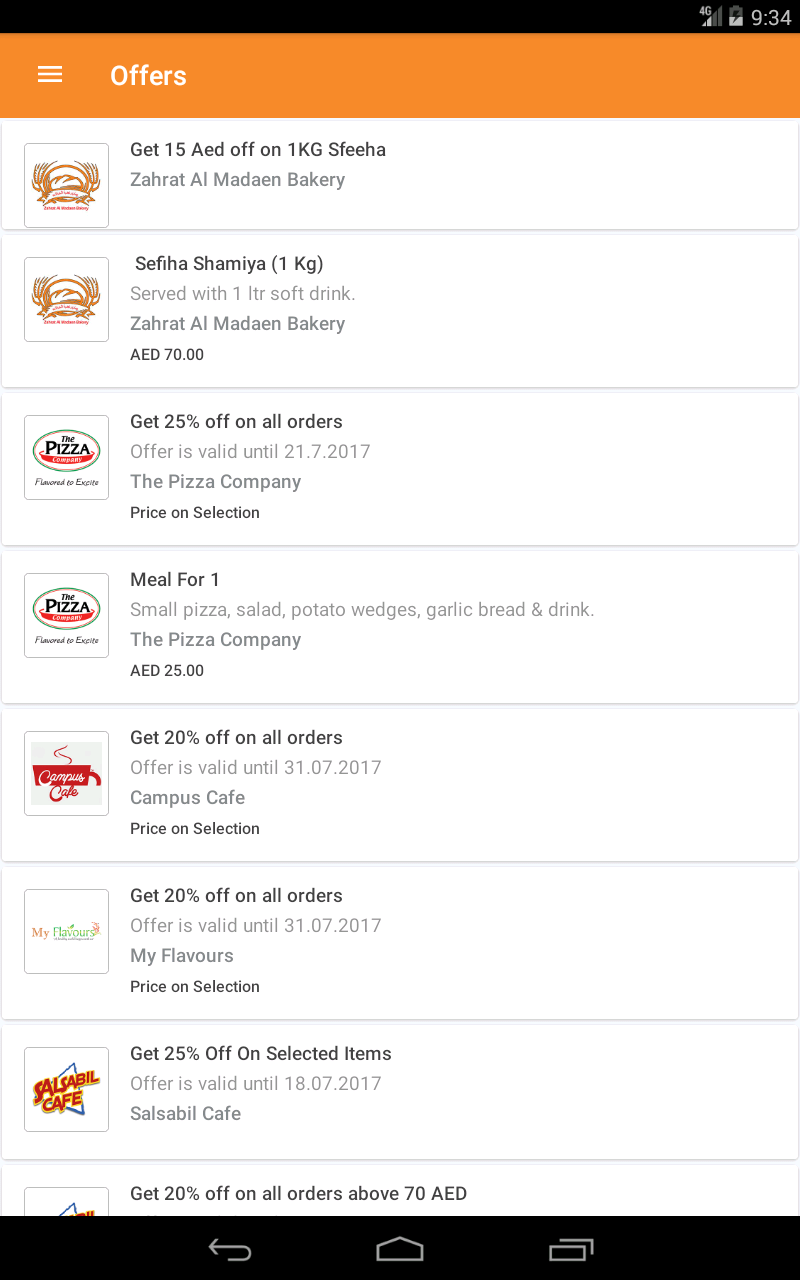 4G 9:34
Offers
Get 15 Aed off on 1KG Sfeeha
Zahrat Al Madaen Bakery
Zahrat Al Madaen Bakery
Sefiha Shamiya (1 Kg)
Served with 1 ltr soft drink.
Zahrat Al Madaen Bakery
Zahrat Al Madaen Bakery
AED 70.00
Get 25% off on all orders
Offer is valid until 21.7.2017
The Pizza Company
Price on Selection
The
PIZZA
Company
Flavored to Excite
Meal For 1
Small pizza, salad, potato wedges, garlic bread & drink.
The Pizza Company
AED 25.00
The
PIZZA
Company
Flavored to Excite
Get 20% off on all orders
Offer is valid until 31.07.2017
Campus Cafe
Price on Selection
Campus
Cafe
Get 20% off on all orders
Offer is valid until 31.07.2017
My Flavours
Price on Selection
My Flavours
Get 25% Off On Selected Items
Offer is valid until 18.07.2017
Salsabil Cafe
SALSABIL
CAFE
Get 20% off on all orders above 70 AED